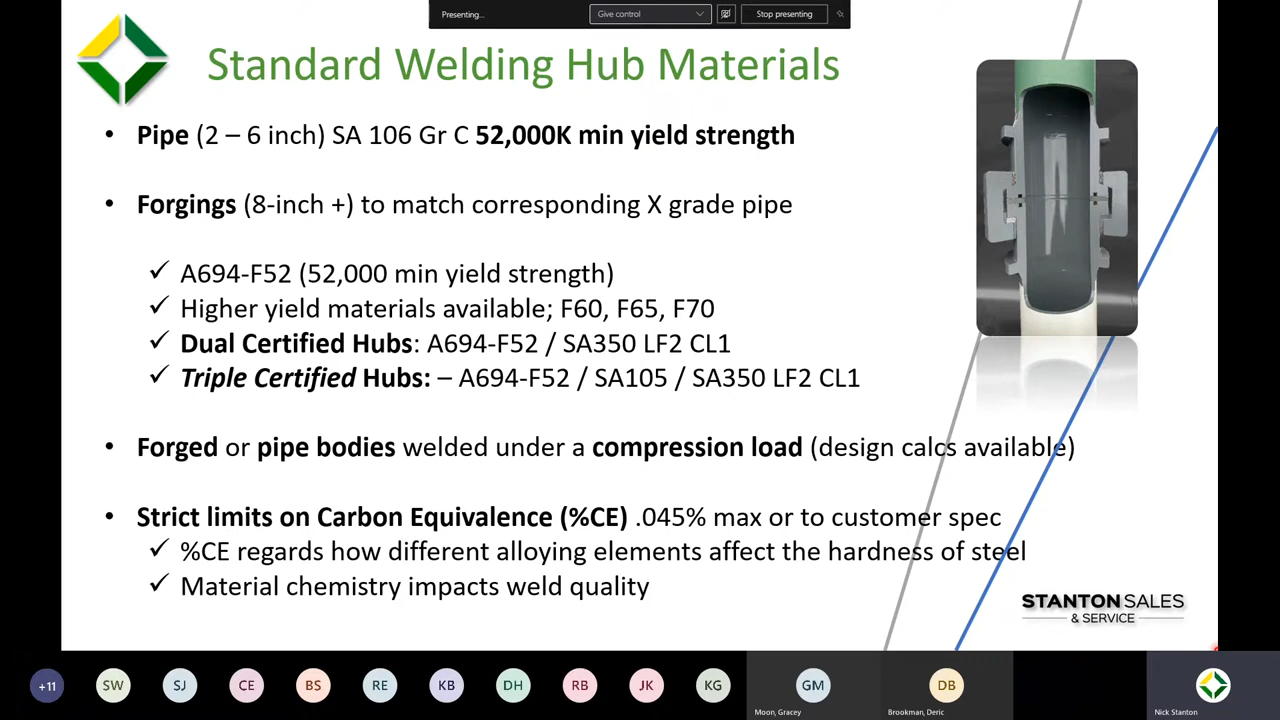 Presenting...
Give control
Stop presenting
Standard Welding Hub Materials
• Pipe (2 – 6 inch) SA 106 Gr C 52,000K min yield strength
• Forgings (8-inch +) to match corresponding X grade pipe
✓ A694-F52 (52,000 min yield strength)
✓ Higher yield materials available; F60, F65, F70
✓ Dual Certified Hubs: A694-F52 / SA350 LF2 CL1
✓ Triple Certified Hubs: – A694-F52 / SA105 / SA350 LF2 CL1
• Forged or pipe bodies welded under a compression load (design calcs available)
• Strict limits on Carbon Equivalence (%CE) .045% max or to customer spec
✓ %CE regards how different alloying elements affect the hardness of steel
✓ Material chemistry impacts weld quality
STANTON SALES
& SERVICE
+11 SW SJ CE BS RE KB DH RB JK KG GM DB
Moon, Gracey
Brookman, Deric
Nick Stanton